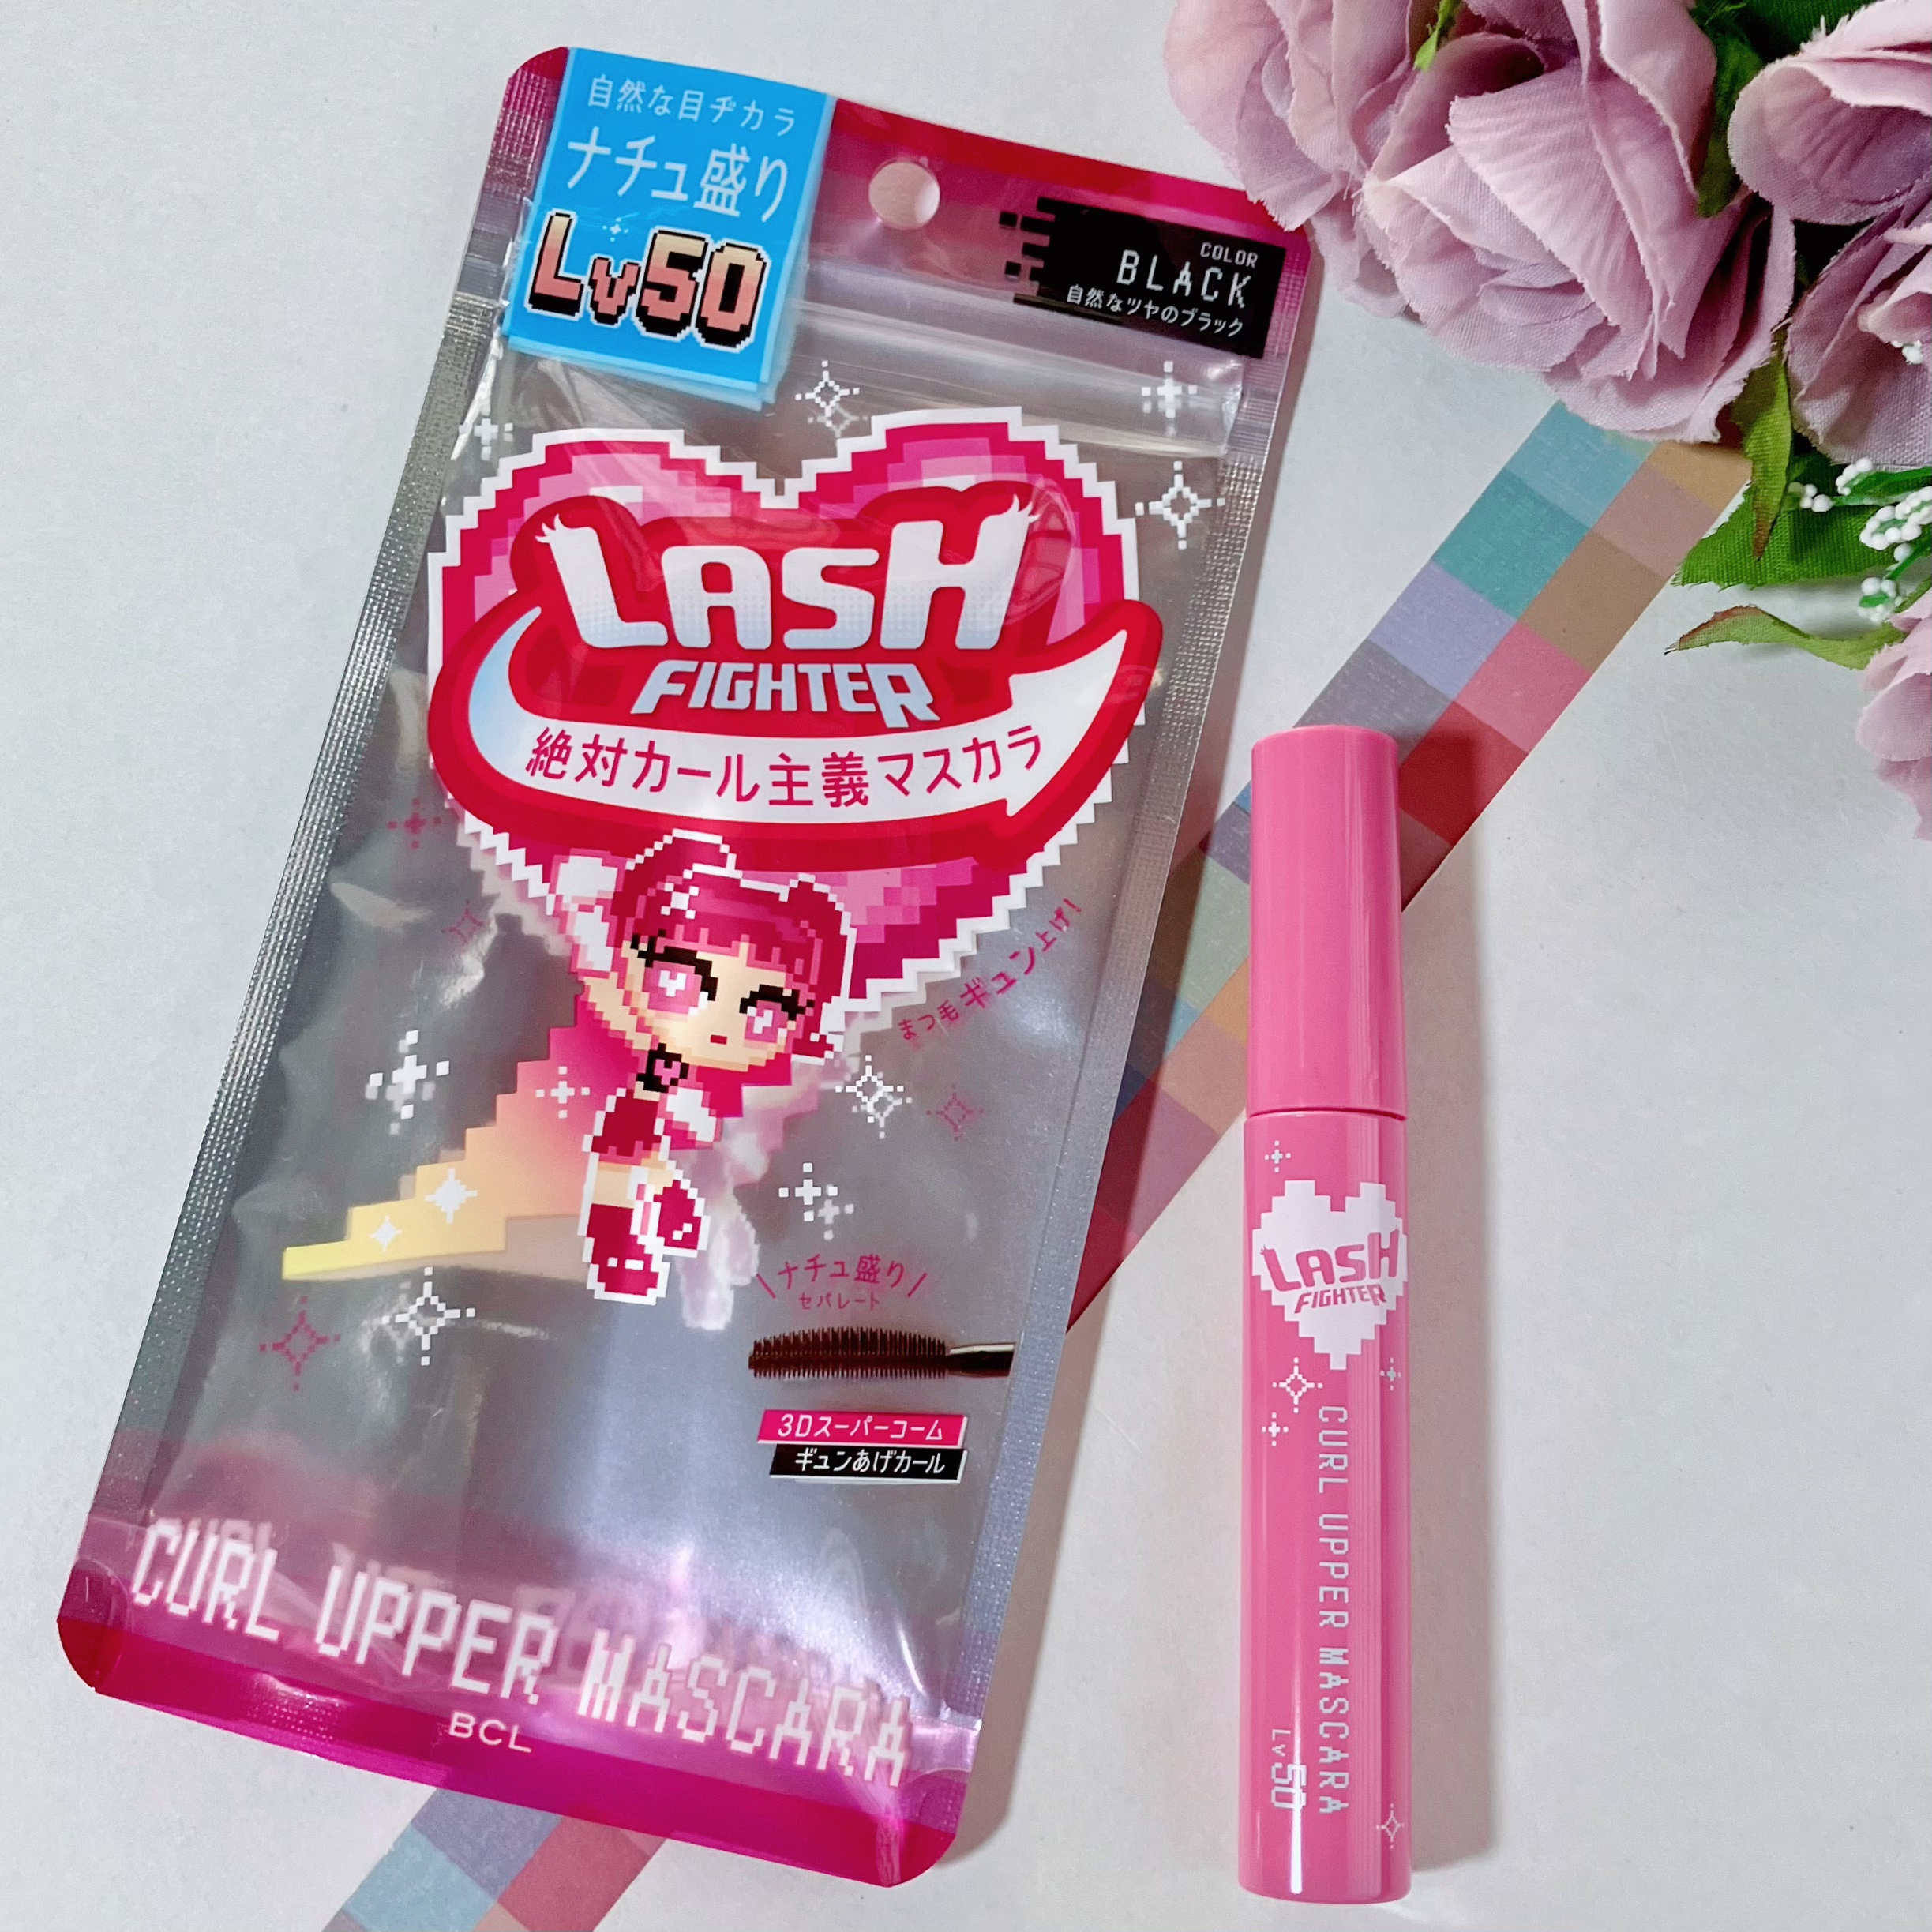 自然な目ヂカラ
ナチュ盛り
Lv50
COLOR
BLACK
自然なツヤのブラック
LASH
FIGHTER
絶対カール主義マスカラ
まつ毛ギュン上げ!
\ナチュ盛り/
セパレート
3Dスーパーコーム
ギュンあげカール
CURL UPPER MASCARA
BCL
LASH
FIGHTER
CURL UPPER MASCARA
Lv50